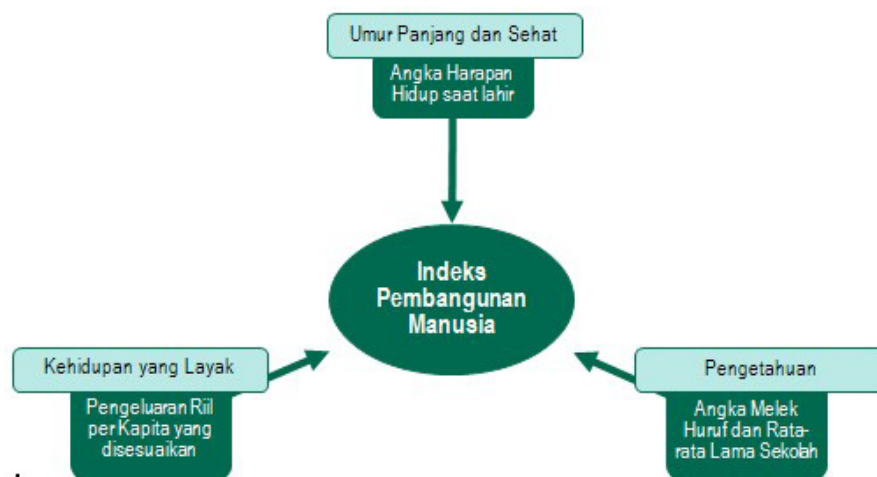 Umur Panjang dan Sehat
Angka Harapan
Hidup saat lahir
Indeks
Pembangunan
Manusia
Kehidupan yang Layak
Pengeluaran Riil
per Kapita yang
disesuaikan
Pengetahuan
Angka Melek
Huruf dan Rata-
rata Lama Sekolah